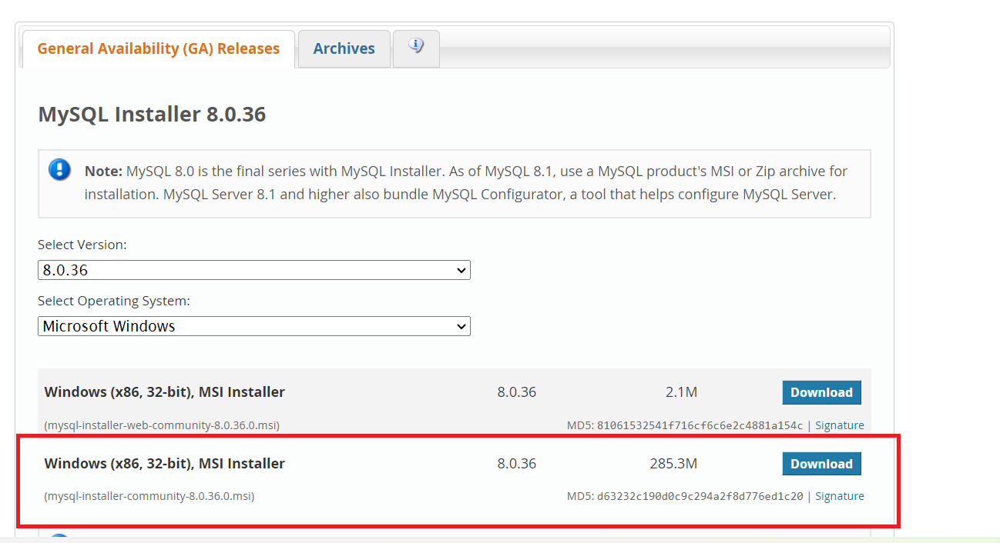 General Availability (GA) Releases
Archives
MySQL Installer 8.0.36
Note: MySQL 8.0 is the final series with MySQL Installer. As of MySQL 8.1, use a MySQL product's MSI or Zip archive for
installation. MySQL Server 8.1 and higher also bundle MySQL Configurator, a tool that helps configure MySQL Server.
Select Version:
8.0.36
Select Operating System:
Microsoft Windows
Windows (x86, 32-bit), MSI Installer 8.0.36 2.1M Download
(mysql-installer-web-community-8.0.36.0.msi) MD5: 81061532541f716cf6c6e2c4881a154c | Signature
Windows (x86, 32-bit), MSI Installer 8.0.36 285.3M Download
(mysql-installer-community-8.0.36.0.msi) MD5: d63232c190d0c9c294a2f8d776ed1c20 | Signature